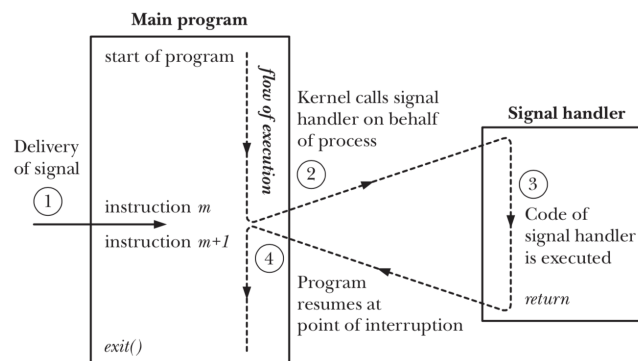 Main program
start of program
flow of execution
Kernel calls signal
handler on behalf
of process
Signal handler
Delivery
of signal
1
2
3
instruction m
instruction m+1
Code of
signal handler
is executed
4
Program
resumes at
point of interruption
return
exit()